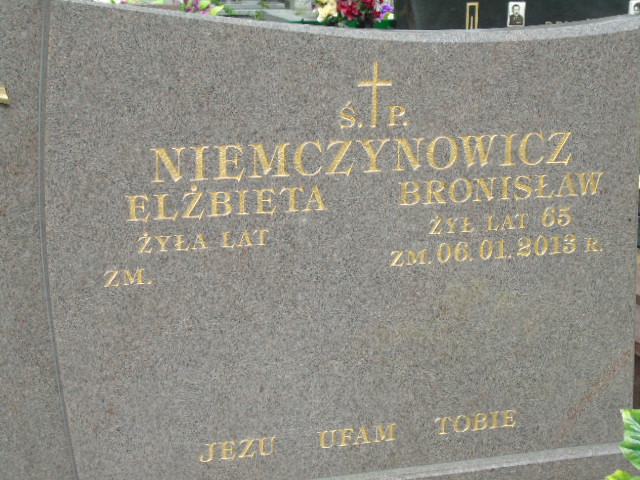 Ś. P.
NIEMCZYNOWICZ
ELŻBIETA BRONISŁAW
ŻYŁA LAT ŻYŁ LAT 65
ZM. ZM. 06.01.2013 R.
JEZU UFAM TOBIE